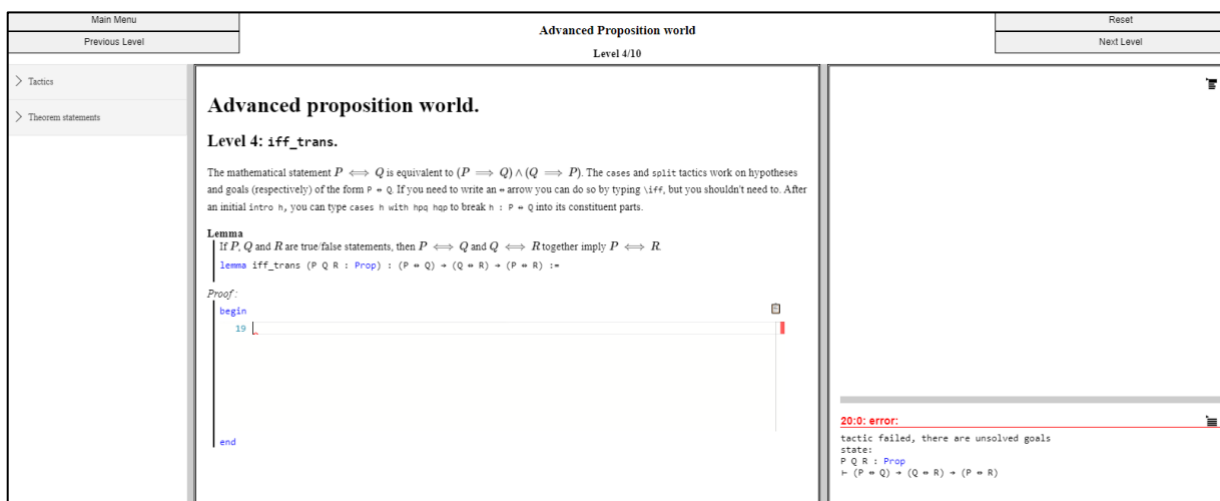 Main Menu
Previous Level
Advanced Proposition world
Level 4/10
Reset
Next Level
Tactics
Theorem statements
Advanced proposition world.
Level 4: iff_trans.
The mathematical statement P ⟺ Q is equivalent to (P ⟹ Q) ∧ (Q ⟹ P). The cases and split tactics work on hypotheses
and goals (respectively) of the form P ↔ Q. If you need to write an ↔ arrow you can do so by typing \iff, but you shouldn't need to. After
an initial intro h, you can type cases h with hpq hqp to break h : P ↔ Q into its constituent parts.
Lemma
If P, Q and R are true/false statements, then P ⟺ Q and Q ⟺ R together imply P ⟺ R.
lemma iff_trans (P Q R : Prop) : (P ↔ Q) → (Q ↔ R) → (P ↔ R) :=
Proof:
begin
19
end
20:0: error:
tactic failed, there are unsolved goals
state:
P Q R : Prop
⊢ (P ↔ Q) → (Q ↔ R) → (P ↔ R)